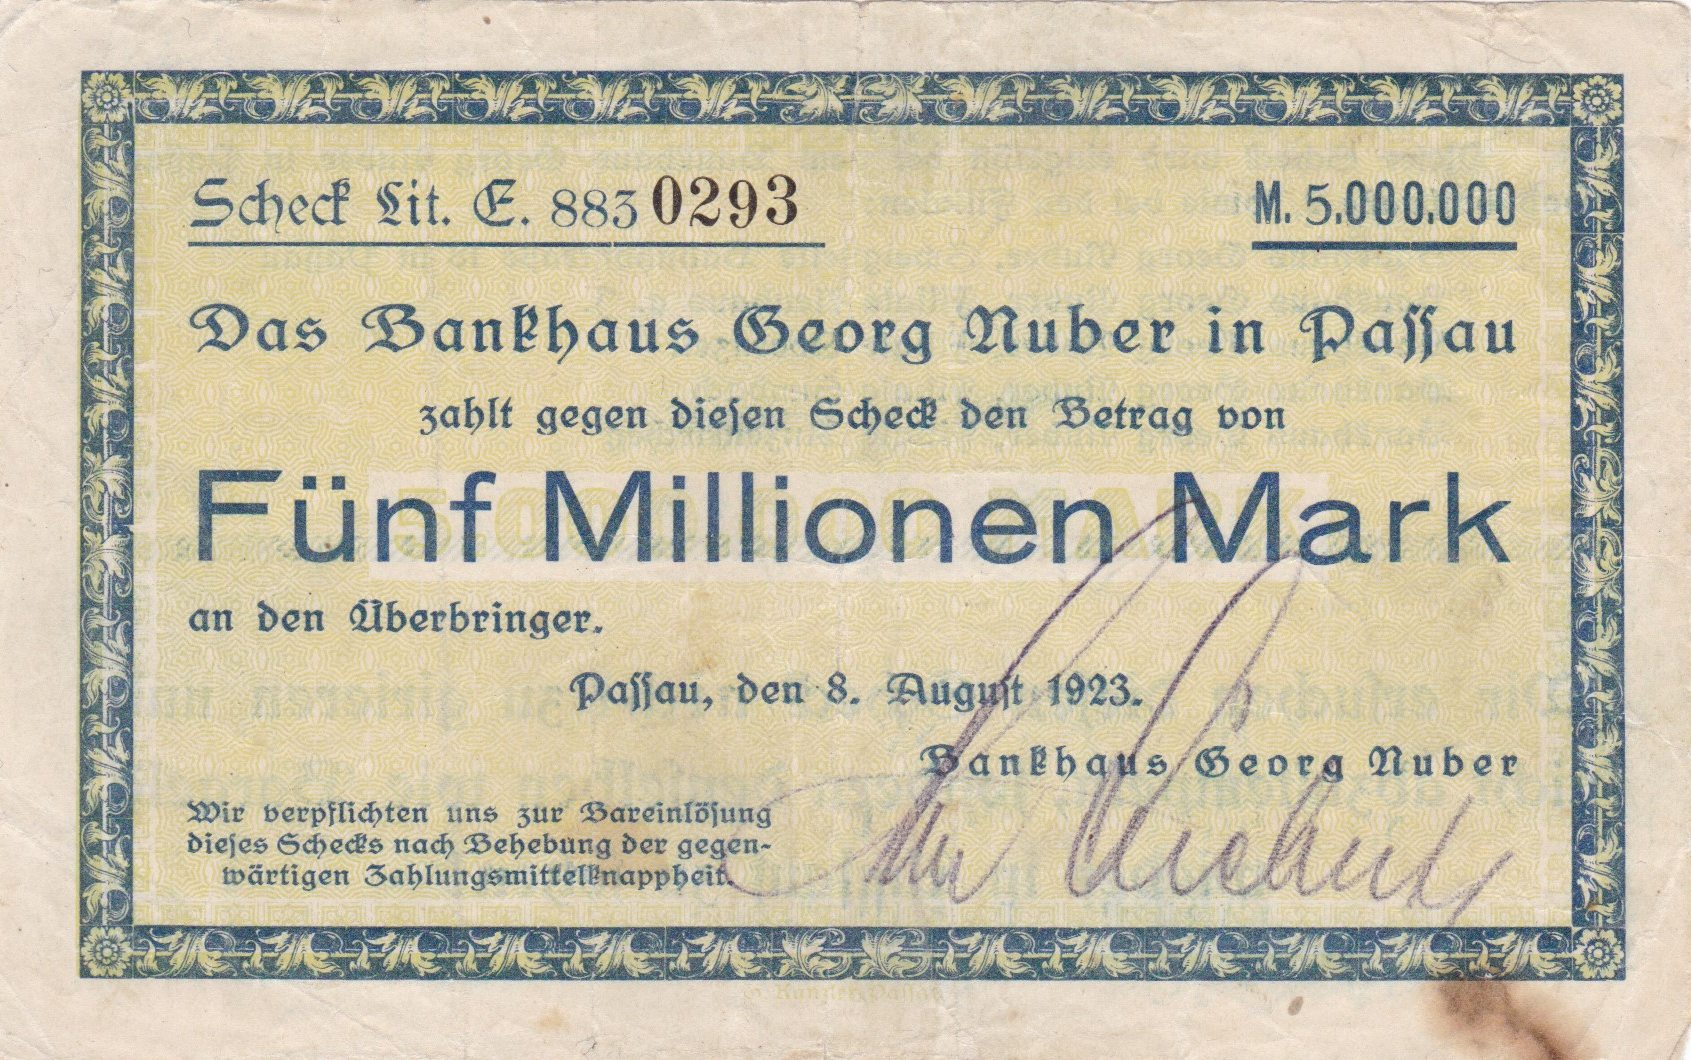 Scheck Lit. E. 883 0293
M. 5.000.000
Das Bankhaus Georg Nuber in Passau
zahlt gegen diesen Scheck den Betrag von
Fünf Millionen Mark
an den Überbringer.
Passau, den 8. August 1923.
Bankhaus Georg Nuber
Wir verpflichten uns zur Bareinlösung
dieses Schecks nach Behebung der gegen-
wärtigen Zahlungsmittelknappheit.